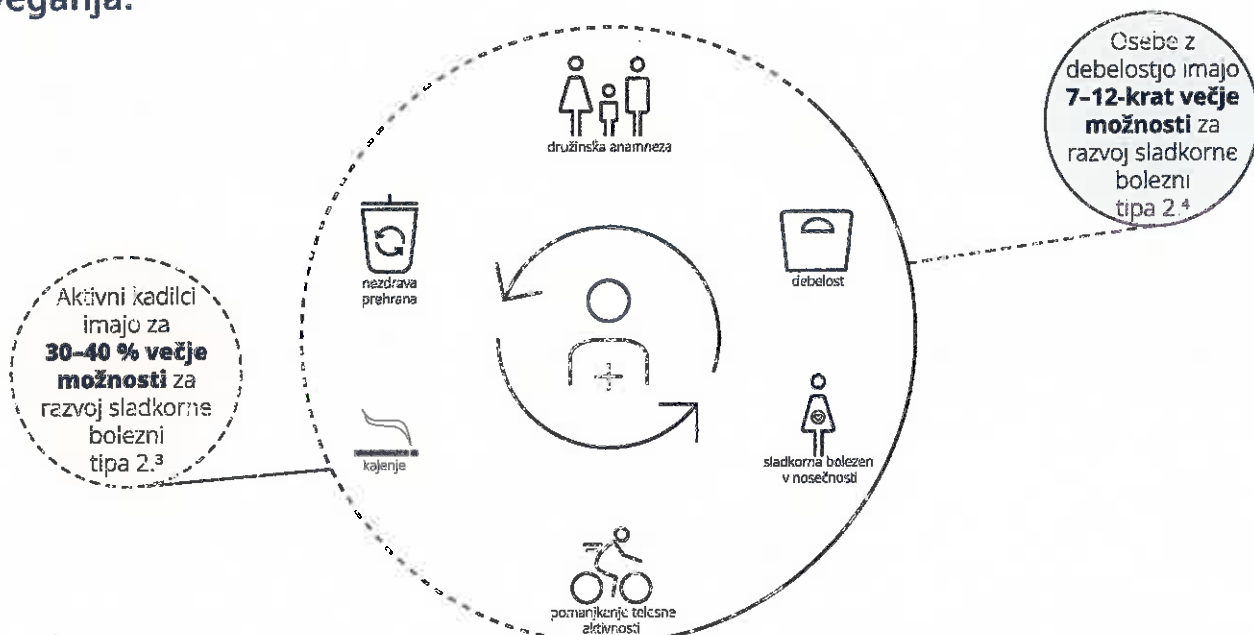 veganja.
družinska anamneza
Osebe z
debelostjo imajo
7–12-krat večje
možnosti za
razvoj sladkorne
bolezni
tipa 2.⁴
nezdrava
prehrana
debelost
Aktivni kadilci
imajo za
30–40 % večje
možnosti za
razvoj sladkorne
bolezni
tipa 2.³
kajenje
sladkorna bolezen
v nosečnosti
pomanjkanje telesne
aktivnosti